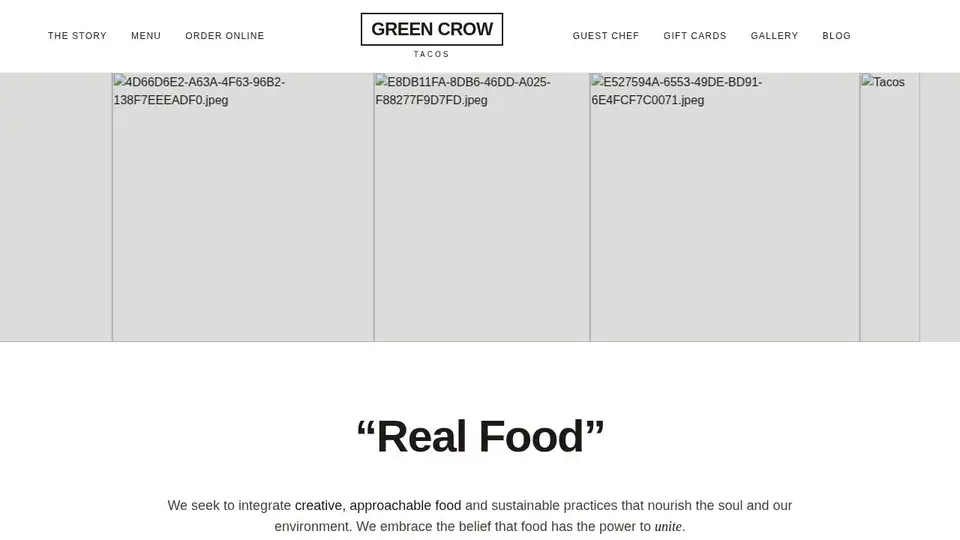 THE STORY MENU ORDER ONLINE GREEN CROW TACOS GUEST CHEF GIFT CARDS GALLERY BLOG
4D66D6E2-A63A-4F63-96B2-138F7EEEADF0.jpeg
E8DB11FA-8DB6-46DD-A025-F88277F9D7FD.jpeg
E527594A-6553-49DE-BD91-6E4FCF7C0071.jpeg
Tacos
“Real Food”
We seek to integrate creative, approachable food and sustainable practices that nourish the soul and our
environment. We embrace the belief that food has the power to unite.